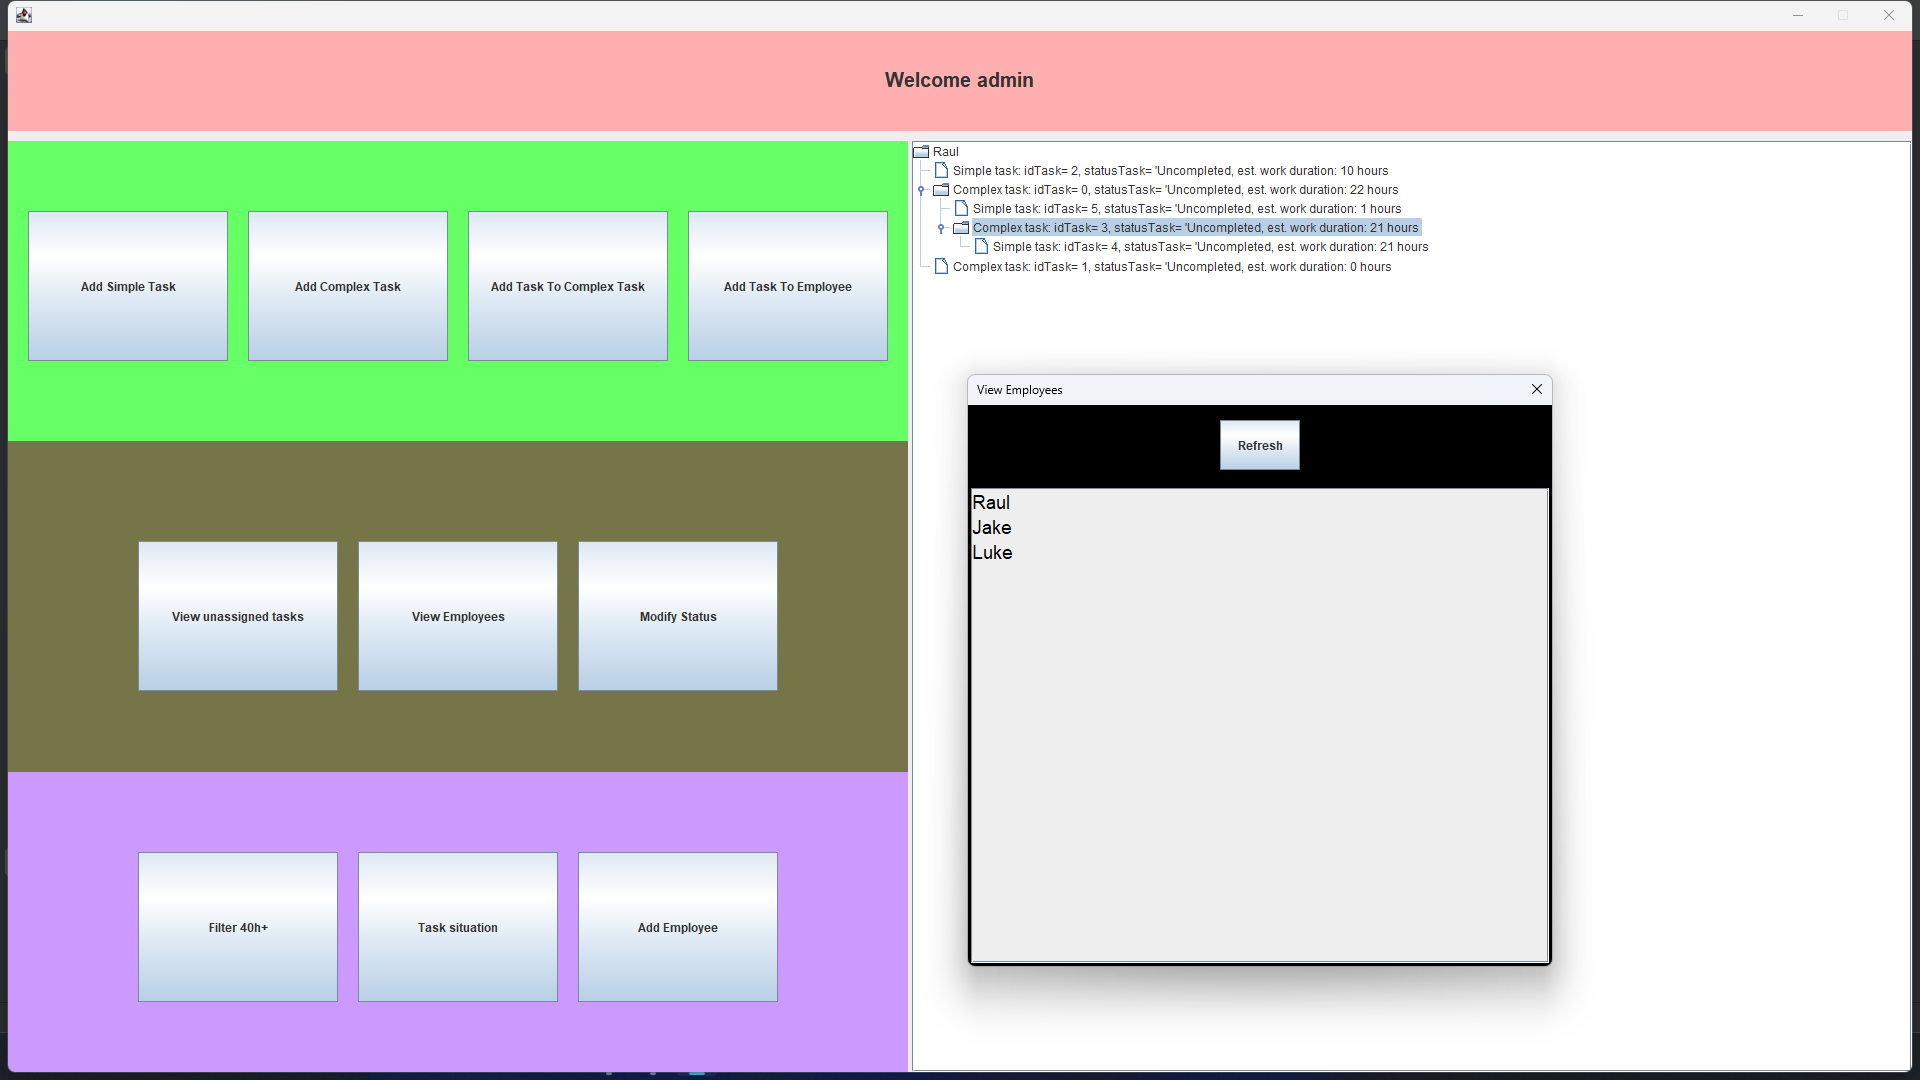 Welcome admin
Add Simple Task
Add Complex Task
Add Task To Complex Task
Add Task To Employee
View unassigned tasks
View Employees
Modify Status
Filter 40h+
Task situation
Add Employee
Raul
Simple task: idTask= 2, statusTask= 'Uncompleted, est. work duration: 10 hours
Complex task: idTask= 0, statusTask= 'Uncompleted, est. work duration: 22 hours
Simple task: idTask= 5, statusTask= 'Uncompleted, est. work duration: 1 hours
Complex task: idTask= 3, statusTask= 'Uncompleted, est. work duration: 21 hours
Simple task: idTask= 4, statusTask= 'Uncompleted, est. work duration: 21 hours
Complex task: idTask= 1, statusTask= 'Uncompleted, est. work duration: 0 hours
View Employees
Refresh
Raul
Jake
Luke